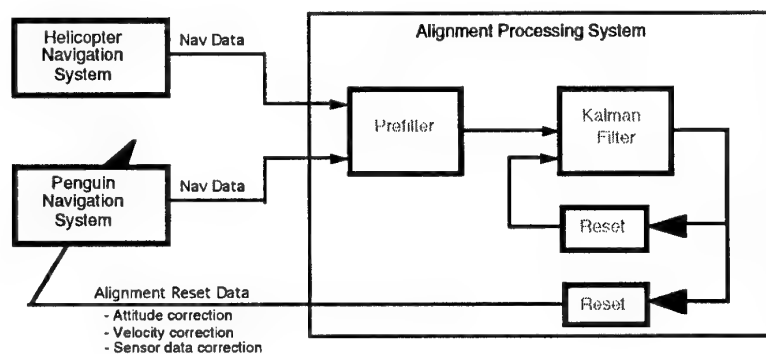 Helicopter
Navigation
System
Nav Data
Alignment Processing System
Prefilter
Kalman
Filter
Penguin
Navigation
System
Nav Data
Reset
Alignment Reset Data
Reset
- Attitude correction
- Velocity correction
- Sensor data correction